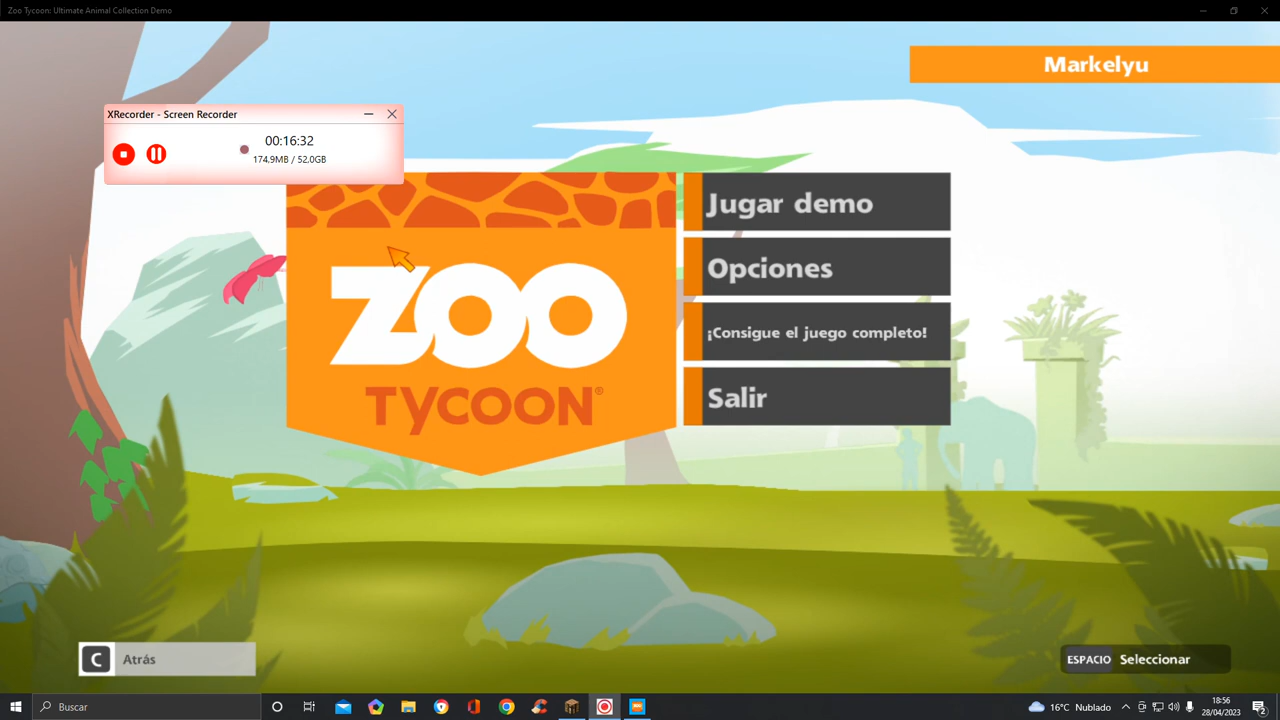 Zoo Tycoon: Ultimate Animal Collection Demo
Markelyu
XRecorder - Screen Recorder
00:16:32
174,9MB / 52,0GB
ZOO
TYCOON®
Jugar demo
Opciones
¡Consigue el juego completo!
Salir
C Atrás
ESPACIO Seleccionar
Buscar
ZOO
16°C Nublado
18:56
28/04/2023
2